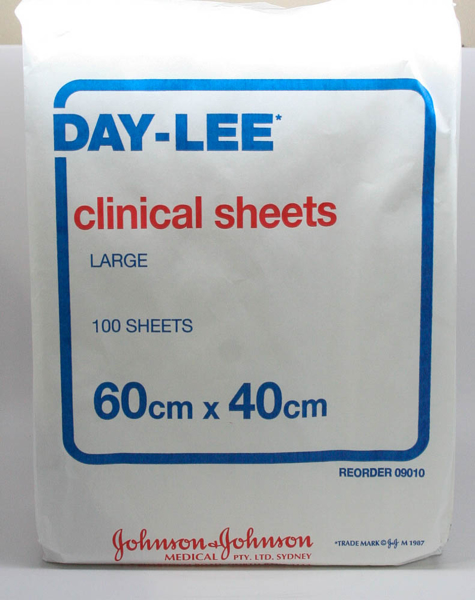 DAY-LEE*
clinical sheets
LARGE
100 SHEETS
60cm x 40cm
REORDER 09010
Johnson & Johnson
MEDICAL PTY. LTD. SYDNEY
*TRADE MARK © J&J M 1987